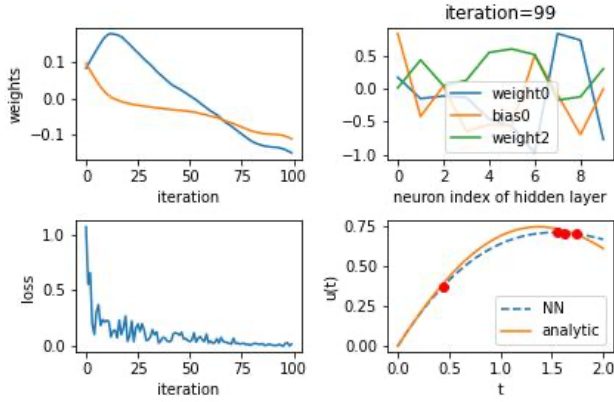 iteration=99
0.1
0.0
−0.1
weights
0
25
50
75
100
iteration
0.5
0.0
−0.5
−1.0
weight0
bias0
weight2
0
2
4
6
8
neuron index of hidden layer
1.0
0.5
0.0
loss
0
25
50
75
100
iteration
0.75
0.50
0.25
0.00
u(t)
NN
analytic
0.0
0.5
1.0
1.5
2.0
t